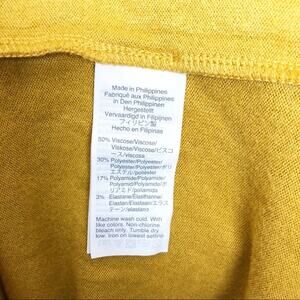 Made in Philippines
Fabriqué aux Philippines
in Den Philippinen
Hergestellt
Vervaardigd in Filipijnen
フィリピン製
Hecho en Filipinas
50% Viscose/Viscose/
Viskose/Viscose/ビスコ
ース/viscosa
30% Polyester/Polyester/
Polyester/Polyester/ポリ
エステル/poliéster
17% Polyamide/Polyamide/
Polyamid/Polyamide/ポ
リアミド/poliamida
3% Elastane/Elasthanne/
Elastan/Elastaan/エラス
テーン/elastano
Machine wash cold. With
like colors. Non-chlorine
bleach only. Tumble dry
low. Iron on lowest setting